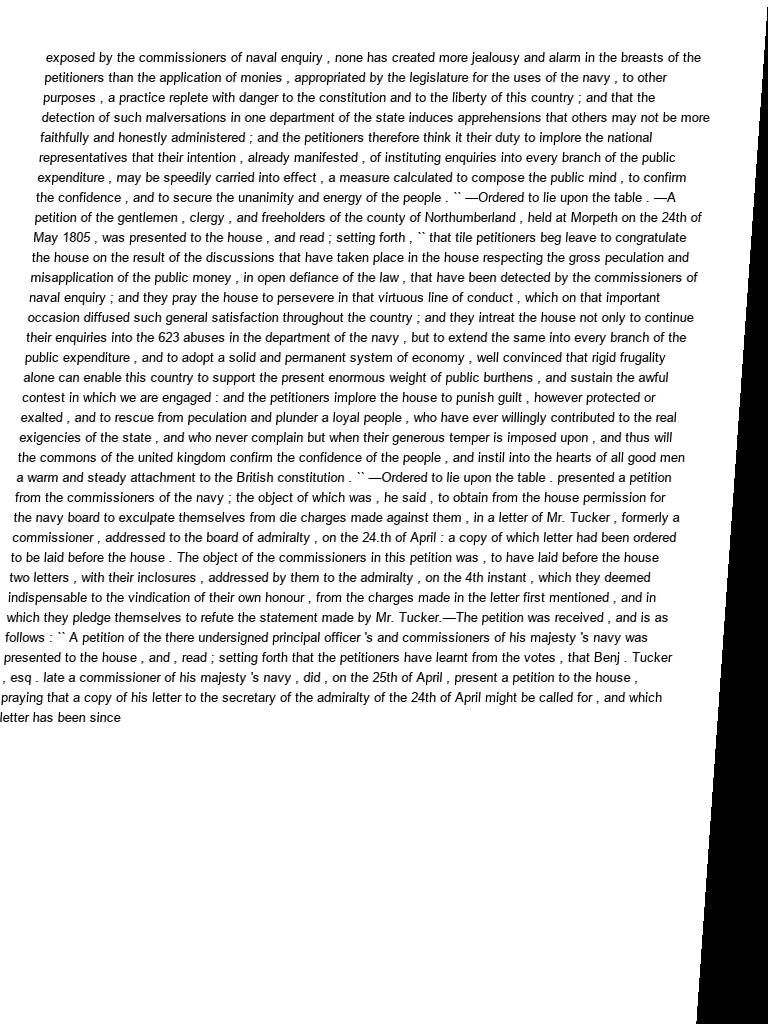 exposed by the commissioners of naval enquiry , none has created more jealousy and alarm in the breasts of the
petitioners than the application of monies , appropriated by the legislature for the uses of the navy , to other
purposes , a practice replete with danger to the constitution and to the liberty of this country ; and that the
detection of such malversations in one department of the state induces apprehensions that others may not be more
faithfully and honestly administered ; and the petitioners therefore think it their duty to implore the national
representatives that their intention , already manifested , of instituting enquiries into every branch of the public
expenditure , may be speedily carried into effect , a measure calculated to compose the public mind , to confirm
the confidence , and to secure the unanimity and energy of the people . `` —Ordered to lie upon the table . —A
petition of the gentlemen , clergy , and freeholders of the county of Northumberland , held at Morpeth on the 24th of
May 1805 , was presented to the house , and read ; setting forth , `` that tile petitioners beg leave to congratulate
the house on the result of the discussions that have taken place in the house respecting the gross peculation and
misapplication of the public money , in open defiance of the law , that have been detected by the commissioners of
naval enquiry ; and they pray the house to persevere in that virtuous line of conduct , which on that important
occasion diffused such general satisfaction throughout the country ; and they intreat the house not only to continue
their enquiries into the 623 abuses in the department of the navy , but to extend the same into every branch of the
public expenditure , and to adopt a solid and permanent system of economy , well convinced that rigid frugality
alone can enable this country to support the present enormous weight of public burthens , and sustain the awful
contest in which we are engaged : and the petitioners implore the house to punish guilt , however protected or
exalted , and to rescue from peculation and plunder a loyal people , who have ever willingly contributed to the real
exigencies of the state , and who never complain but when their generous temper is imposed upon , and thus will
the commons of the united kingdom confirm the confidence of the people , and instil into the hearts of all good men
a warm and steady attachment to the British constitution . `` —Ordered to lie upon the table . presented a petition
from the commissioners of the navy ; the object of which was , he said , to obtain from the house permission for
the navy board to exculpate themselves from die charges made against them , in a letter of Mr. Tucker , formerly a
commissioner , addressed to the board of admiralty , on the 24.th of April : a copy of which letter had been ordered
to be laid before the house . The object of the commissioners in this petition was , to have laid before the house
two letters , with their inclosures , addressed by them to the admiralty , on the 4th instant , which they deemed
indispensable to the vindication of their own honour , from the charges made in the letter first mentioned , and in
which they pledge themselves to refute the statement made by Mr. Tucker.—The petition was received , and is as
follows : `` A petition of the there undersigned principal officer 's and commissioners of his majesty 's navy was
presented to the house , and , read ; setting forth that the petitioners have learnt from the votes , that Benj . Tucker
, esq . late a commissioner of his majesty 's navy , did , on the 25th of April , present a petition to the house ,
praying that a copy of his letter to the secretary of the admiralty of the 24th of April might be called for , and which
letter has been since